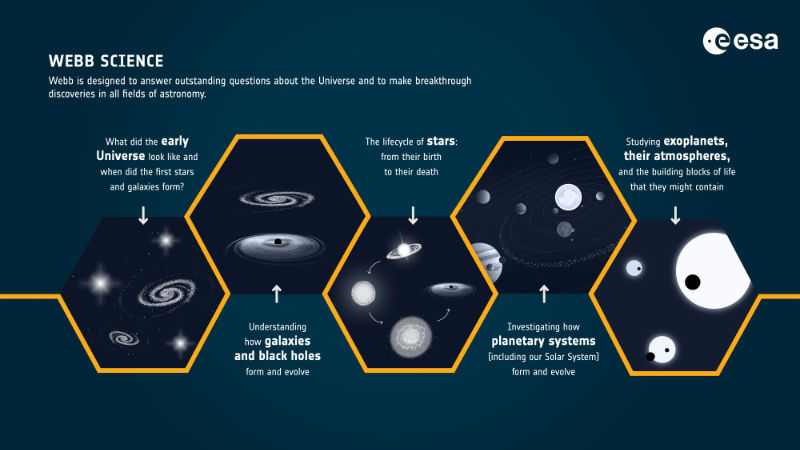 esa
WEBB SCIENCE
Webb is designed to answer outstanding questions about the Universe and to make breakthrough
discoveries in all fields of astronomy.
What did the early
Universe look like and
when did the first stars
and galaxies form?
Understanding
how galaxies
and black holes
form and evolve
The lifecycle of stars:
from their birth
to their death
Investigating how
planetary systems
(including our Solar System)
form and evolve
Studying exoplanets,
their atmospheres,
and the building blocks of life
that they might contain